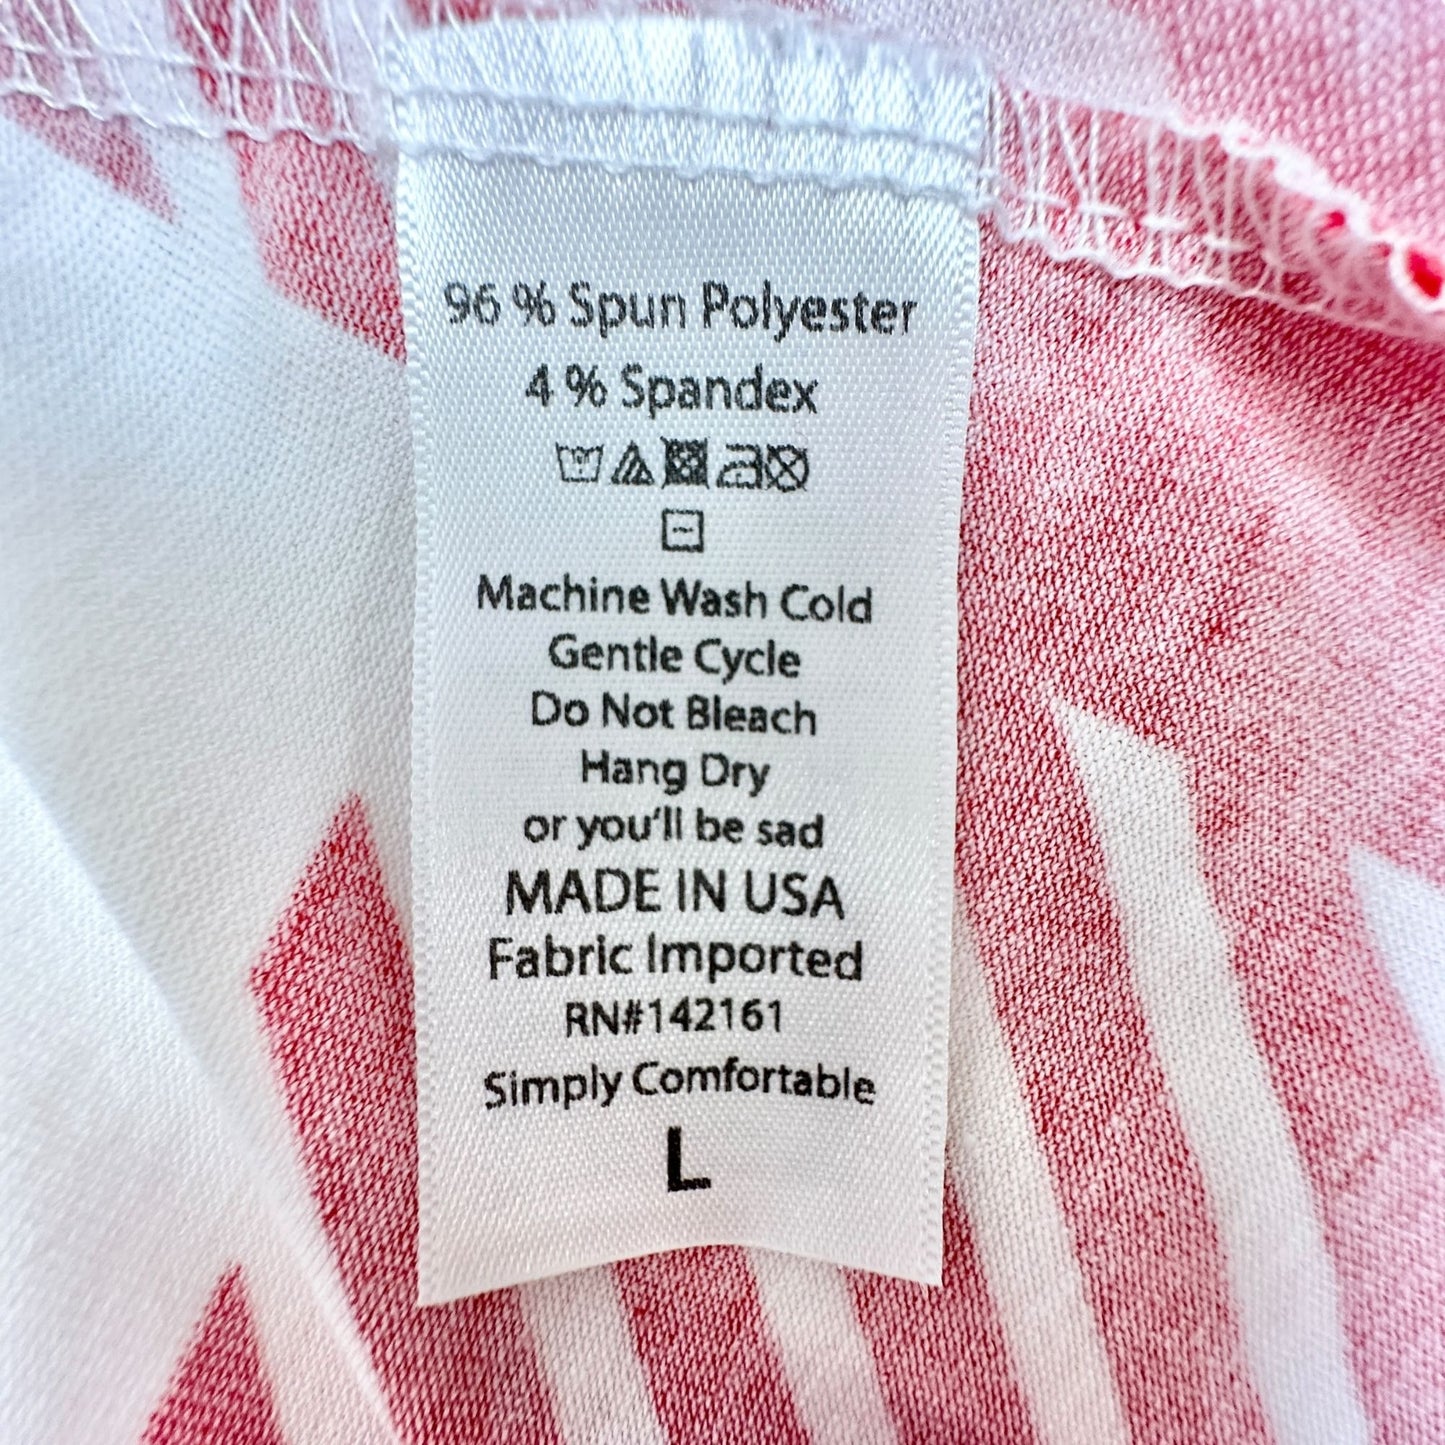 96 % Spun Polyester
4 % Spandex
Machine Wash Cold
Gentle Cycle
Do Not Bleach
Hang Dry
or you'll be sad
MADE IN USA
Fabric Imported
RN#142161
Simply Comfortable
L